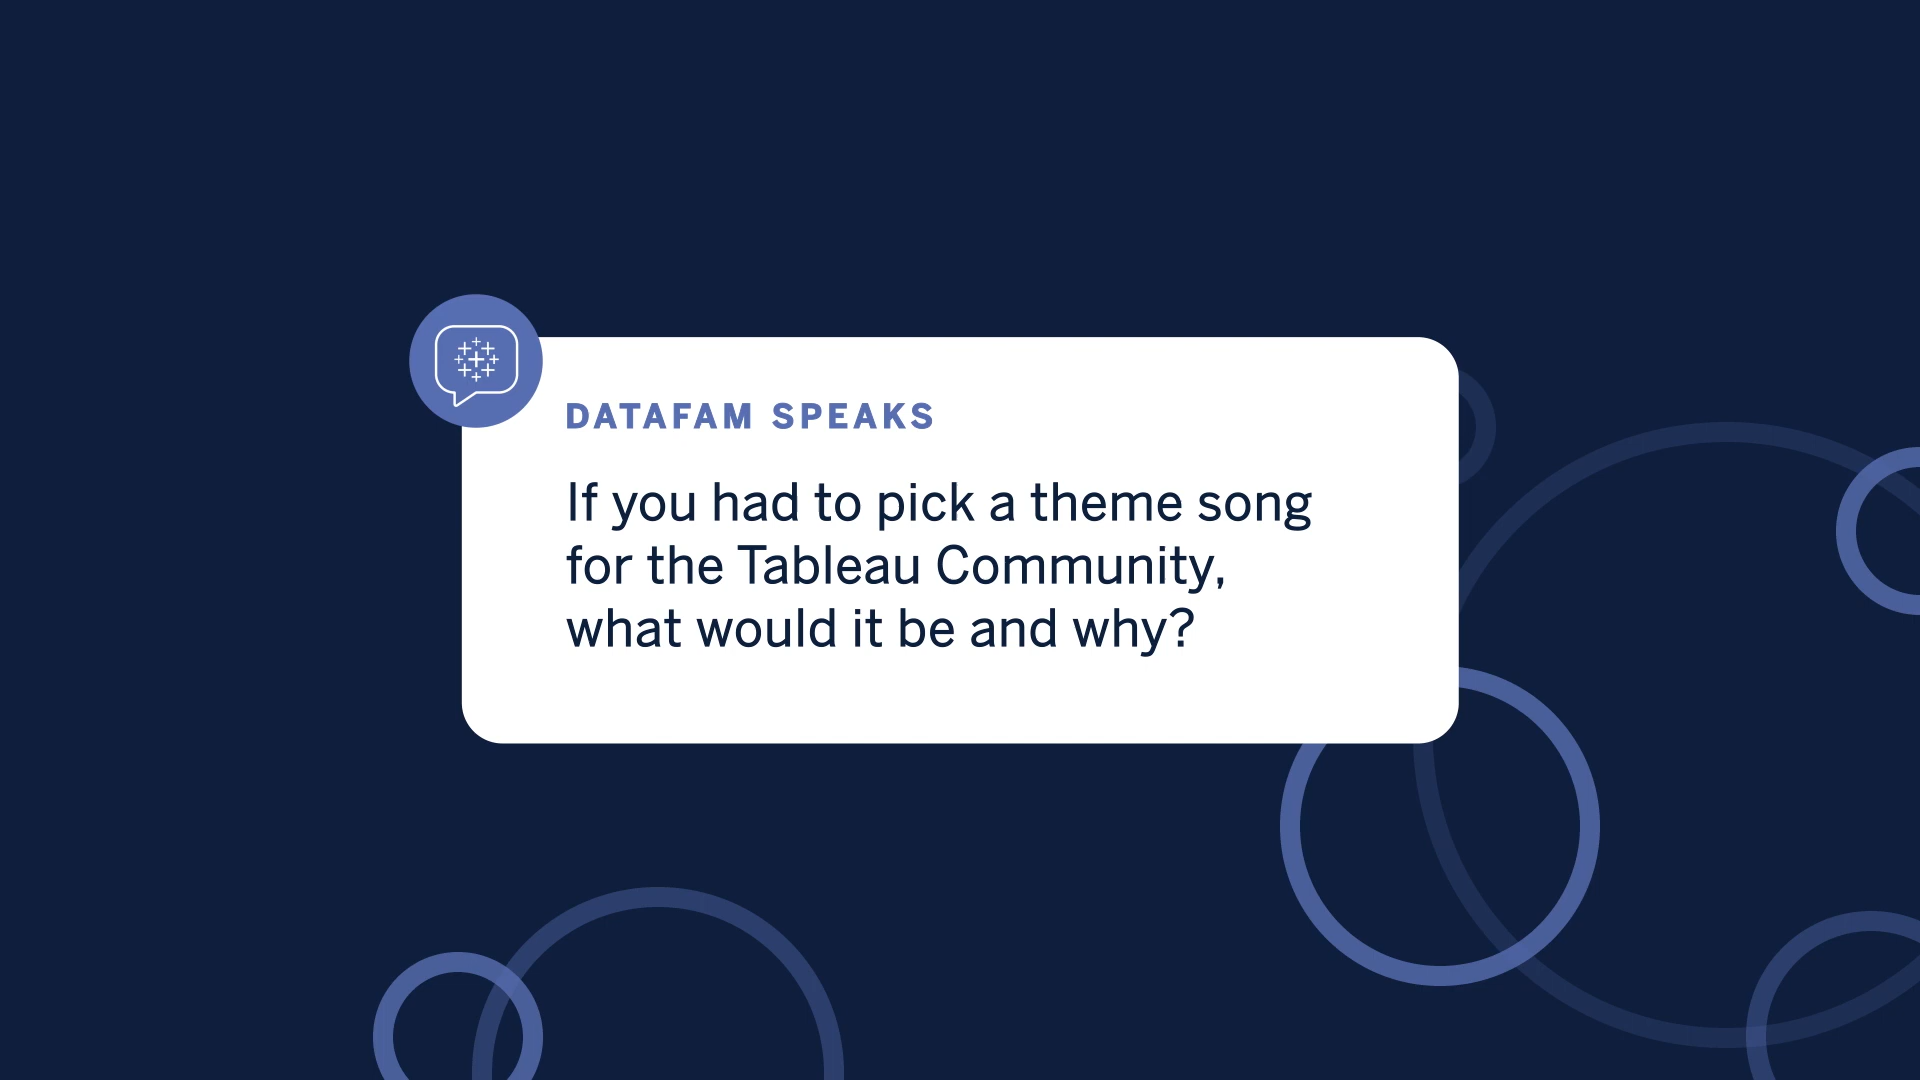 DATAFAM SPEAKS
If you had to pick a theme song
for the Tableau Community,
what would it be and why?